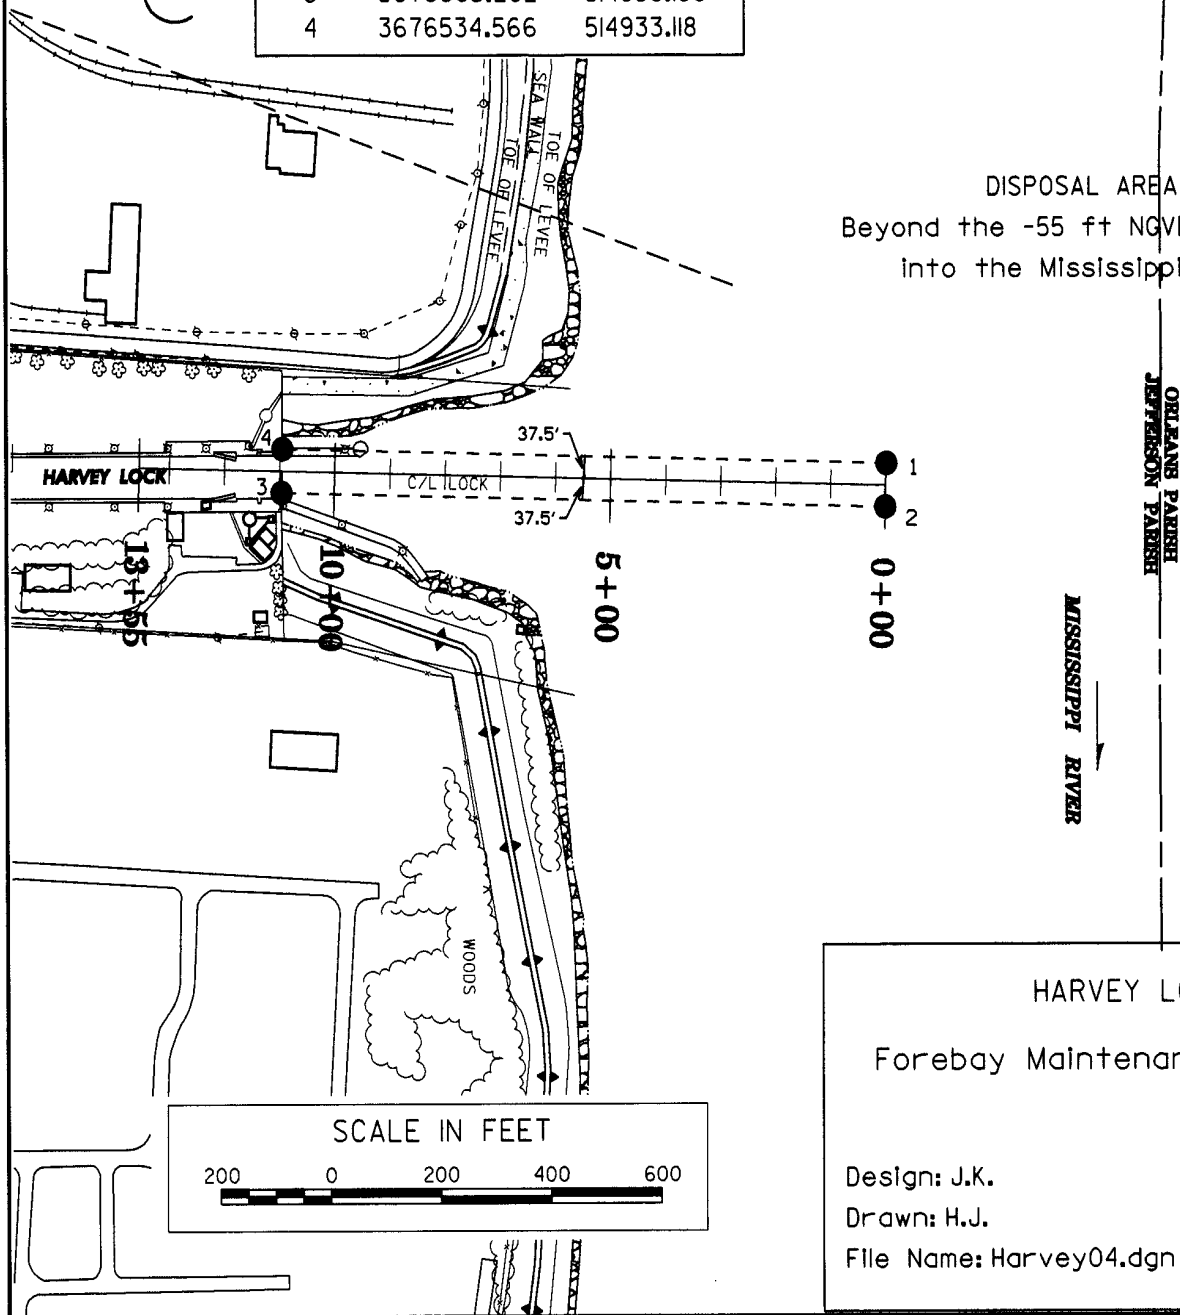 4 3676534.566 514933.118
SEA WALL
TOE OF LEVEE
TOE OF LEVEE
DISPOSAL AREA
Beyond the -55 ft NGV
into the Mississippi
ORLEANS PARISH
JEFFERSON PARISH
4
37.5'
1
HARVEY LOCK
C/L LOCK
3
37.5'
2
13+55
10+00
5+00
0+00
MISSISSIPPI RIVER
WOODS
HARVEY L
Forebay Maintenan
SCALE IN FEET
200 0 200 400 600
Design: J.K.
Drawn: H.J.
File Name: Harvey04.dgn